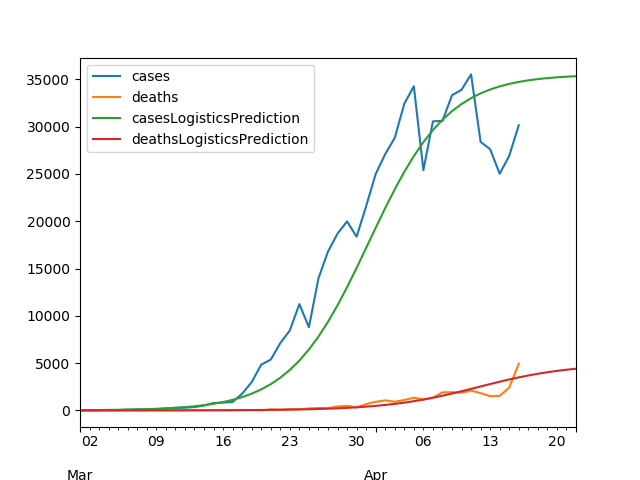 cases
deaths
casesLogisticsPrediction
deathsLogisticsPrediction
35000
30000
25000
20000
15000
10000
5000
0
02 09 16 23 30 06 13 20
Mar Apr